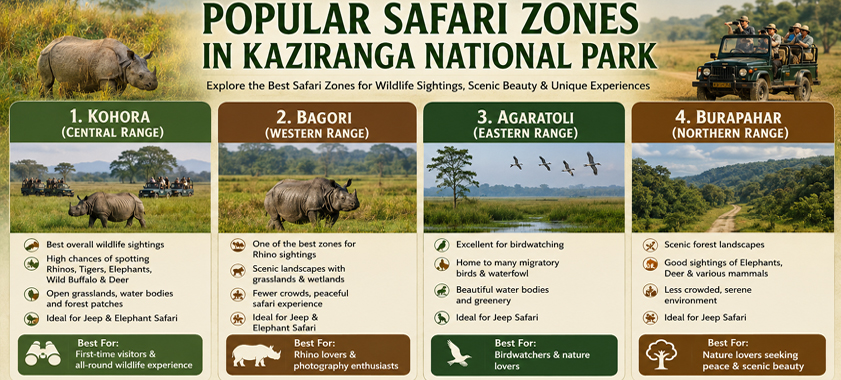 POPULAR SAFARI ZONES
IN KAZIRANGA NATIONAL PARK
Explore the Best Safari Zones for Wildlife Sightings, Scenic Beauty & Unique Experiences
1. KOHORA
(CENTRAL RANGE)
Best overall wildlife sightings
High chances of spotting
Rhinos, Tigers, Elephants,
Wild Buffalo & Deer
Open grasslands, water bodies
and forest patches
Ideal for Jeep & Elephant Safari
Best For:
First-time visitors &
all-round wildlife experience
2. BAGORI
(WESTERN RANGE)
One of the best zones for
Rhino sightings
Scenic landscapes with
grasslands & wetlands
Fewer crowds, peaceful
safari experience
Ideal for Jeep &
Elephant Safari
Best For:
Rhino lovers &
photography enthusiasts
3. AGARATOLI
(EASTERN RANGE)
Excellent for birdwatching
Home to many migratory
birds & waterfowl
Beautiful water bodies
and greenery
Ideal for Jeep Safari
Best For:
Birdwatchers & nature
lovers
4. BURAPAHAR
(NORTHERN RANGE)
Scenic forest landscapes
Good sightings of Elephants,
Deer & various mammals
Less crowded, serene
environment
Ideal for Jeep Safari
Best For:
Nature lovers seeking
peace & scenic beauty